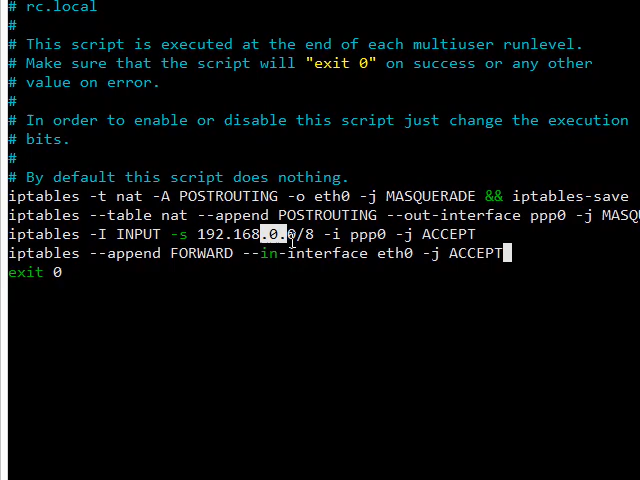 # rc.local
#
# This script is executed at the end of each multiuser runlevel.
# Make sure that the script will "exit 0" on success or any other
# value on error.
#
# In order to enable or disable this script just change the execution
# bits.
#
# By default this script does nothing.
iptables -t nat -A POSTROUTING -o eth0 -j MASQUERADE && iptables-save
iptables --table nat --append POSTROUTING --out-interface ppp0 -j MASQU
iptables -I INPUT -s 192.168.0.0/8 -i ppp0 -j ACCEPT
iptables --append FORWARD --in-interface eth0 -j ACCEPT
exit 0